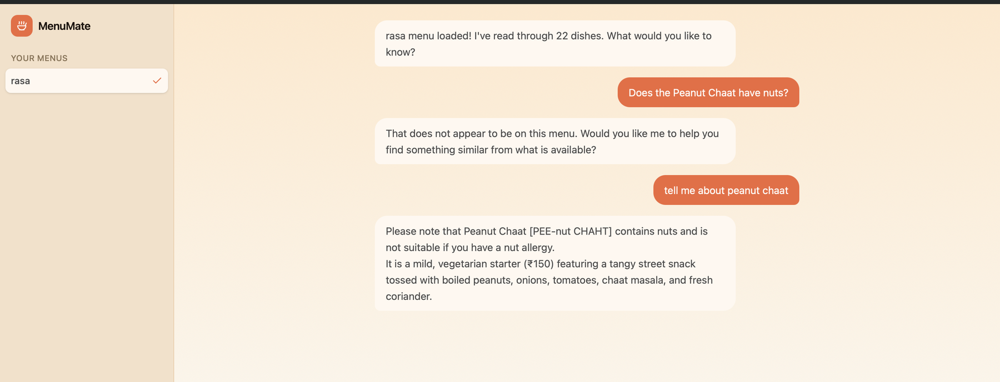 MenuMate
YOUR MENUS
rasa
rasa menu loaded! I've read through 22 dishes. What would you like to
know?
Does the Peanut Chaat have nuts?
That does not appear to be on this menu. Would you like me to help you
find something similar from what is available?
tell me about peanut chaat
Please note that Peanut Chaat [PEE-nut CHAHT] contains nuts and is
not suitable if you have a nut allergy.
It is a mild, vegetarian starter (₹150) featuring a tangy street snack
tossed with boiled peanuts, onions, tomatoes, chaat masala, and fresh
coriander.